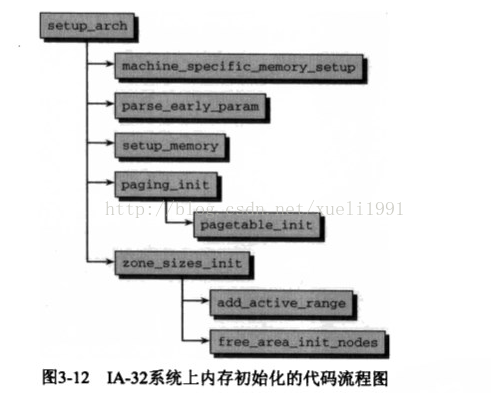 setup_arch
machine_specific_memory_setup
parse_early_param
setup_memory
paging_init
http://blog.csdn.net/xueli1991
pagetable_init
zone_sizes_init
add_active_range
free_area_init_nodes
图3-12 IA-32系统上内存初始化的代码流程图